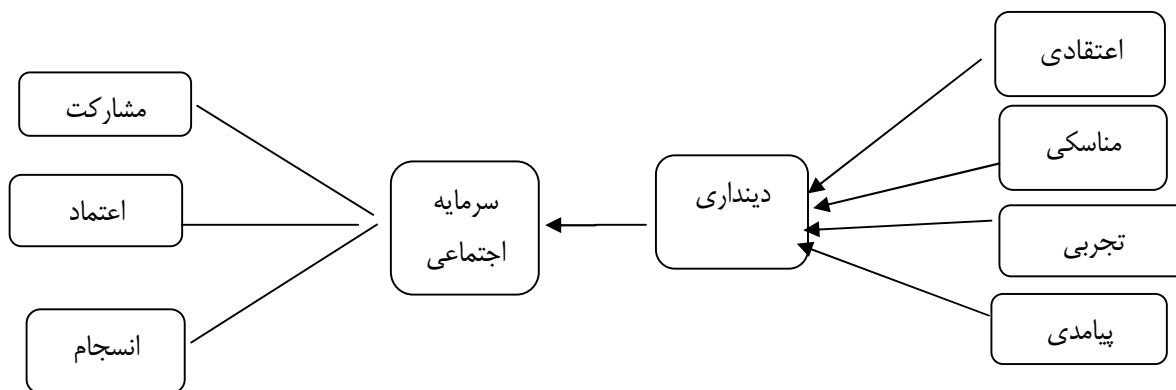 اعتقادی
مناسکی
تجربی
پیامدی
دینداری
سرمایه
اجتماعی
مشارکت
اعتماد
انسجام